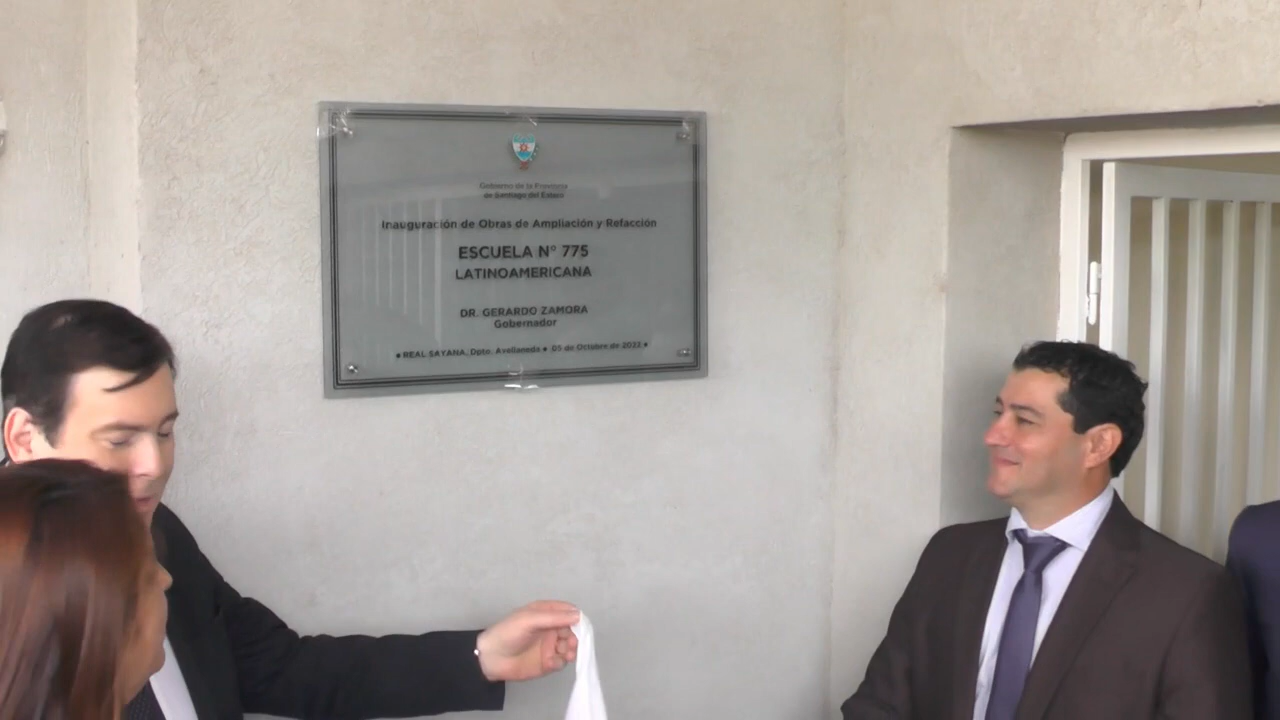 Gobierno de la Provincia
de Santiago del Estero
Inauguración de Obras de Ampliación y Refacción
ESCUELA N° 775
LATINOAMERICANA
DR. GERARDO ZAMORA
Gobernador
• REAL SAYANA, Dpto. Avellaneda • 05 de Octubre de 2022 •